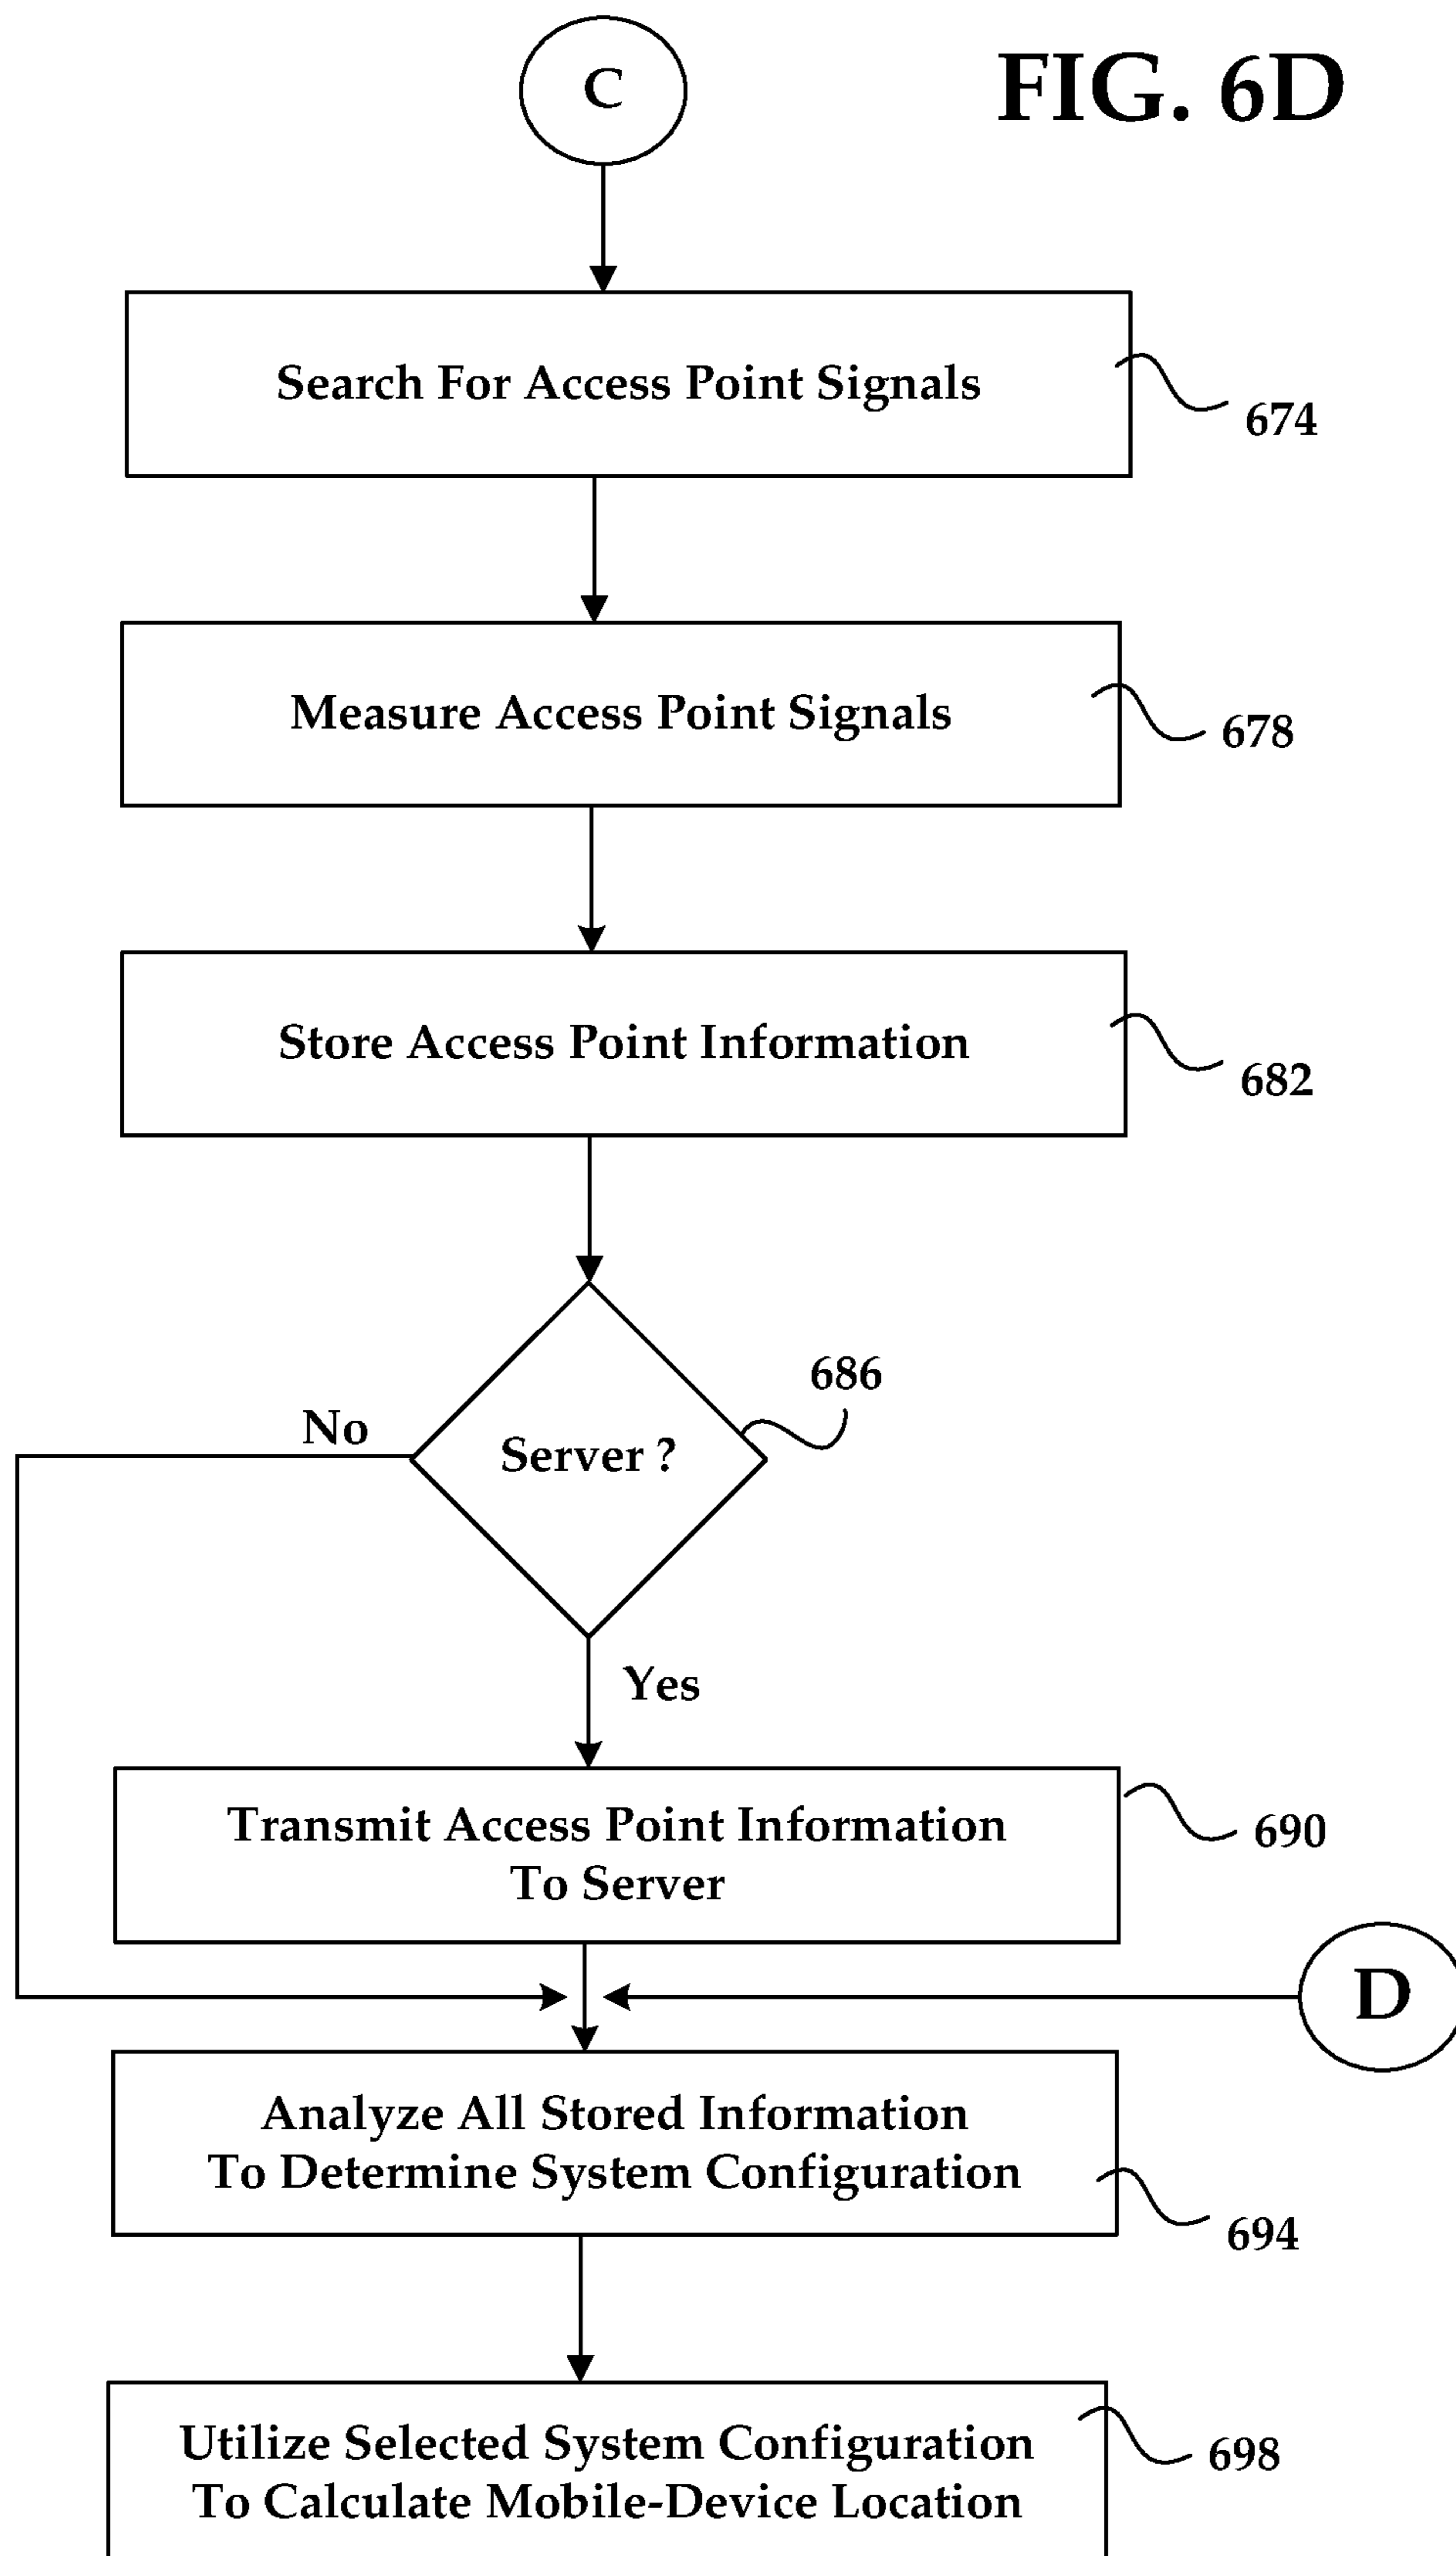 C
FIG. 6D
Search For Access Point Signals
674
Measure Access Point Signals
678
Store Access Point Information
682
686
No
Server ?
Yes
Transmit Access Point Information
To Server
690
D
Analyze All Stored Information
To Determine System Configuration
694
Utilize Selected System Configuration
To Calculate Mobile-Device Location
698